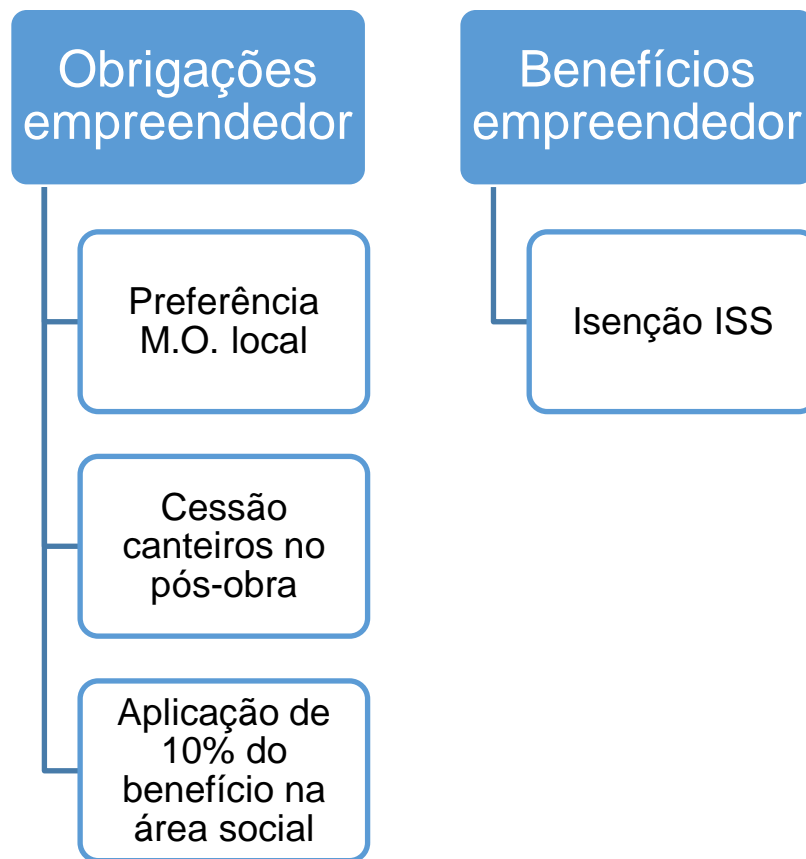 Obrigações
empreendedor
Preferência
M.O. local
Cessão
canteiros no
pós-obra
Aplicação de
10% do
benefício na
área social
Benefícios
empreendedor
Isenção ISS